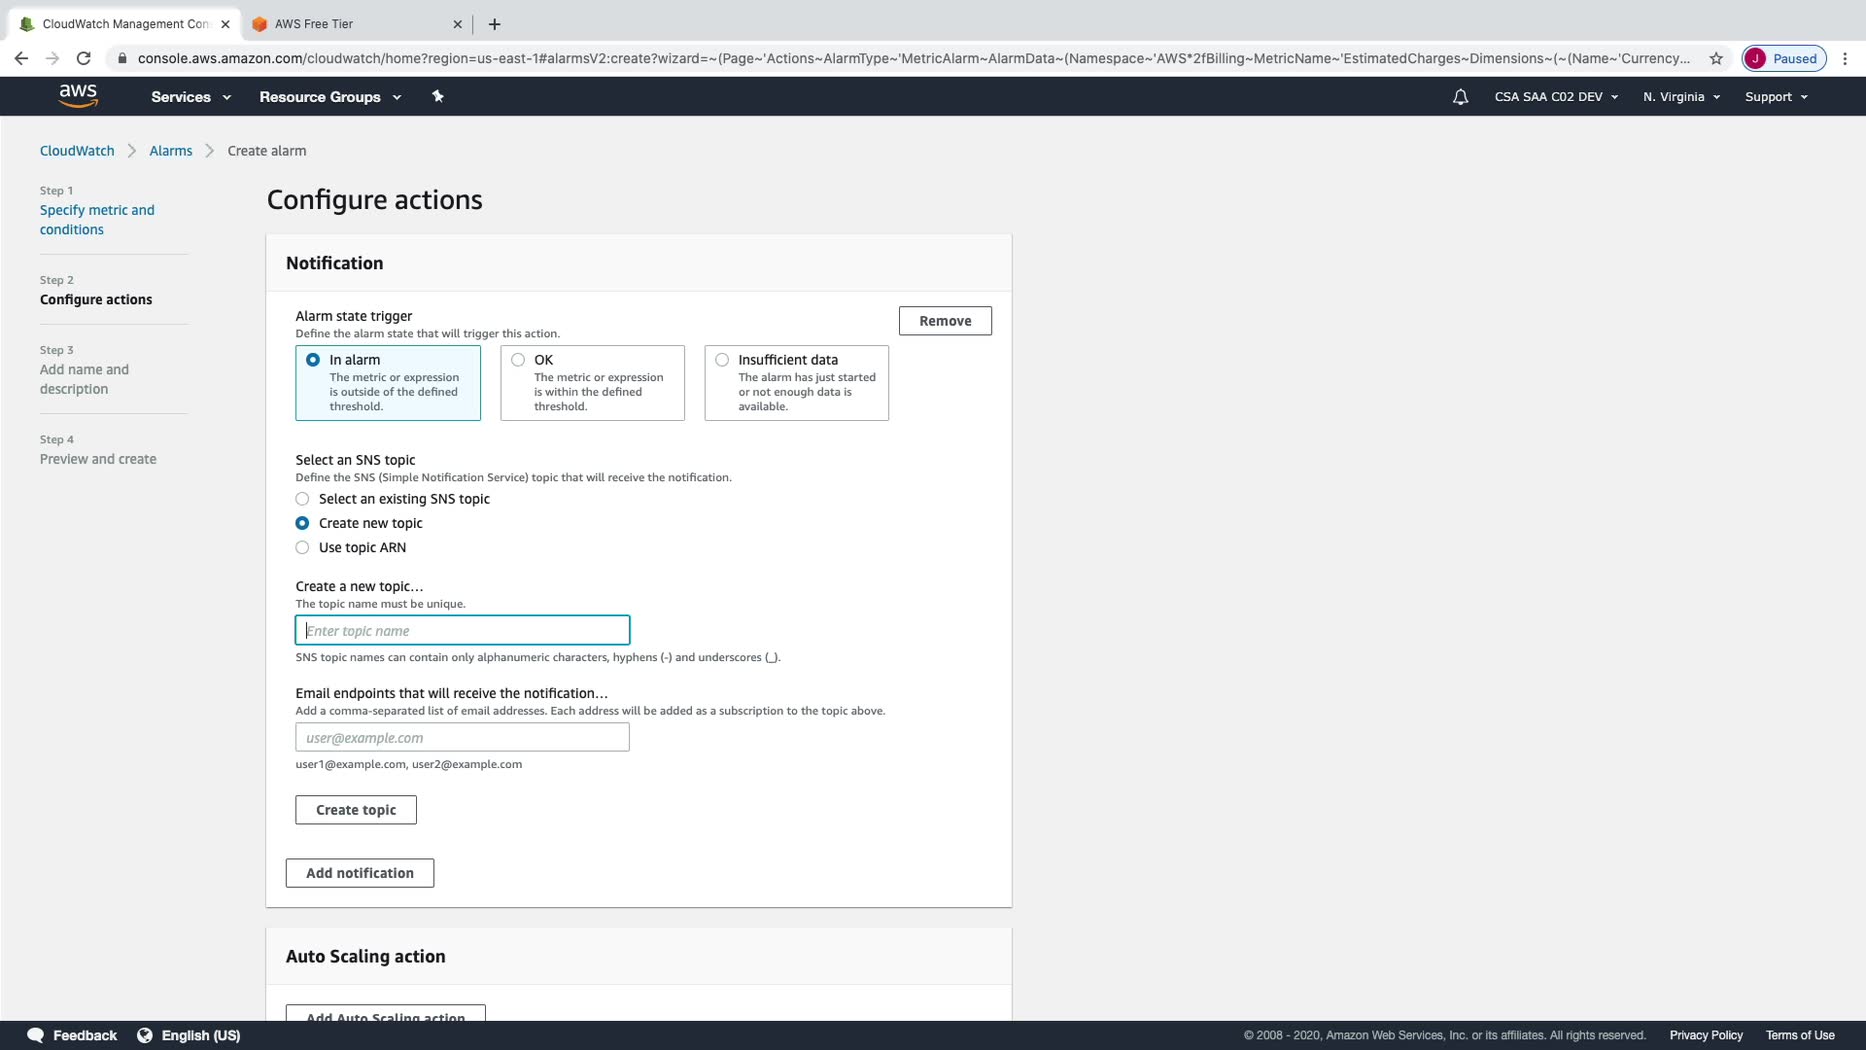 CloudWatch Management Con
AWS Free Tier
console.aws.amazon.com/cloudwatch/home?region=us-east-1#alarmsV2:create?wizard=~(Page~'Actions~AlarmType~'MetricAlarm~AlarmData~(Namespace~'AWS*2fBilling~MetricName~'EstimatedCharges~Dimensions~(~(Name~'Currency...
J Paused
aws
Services
Resource Groups
CSA SAA C02 DEV
N. Virginia
Support
CloudWatch
Alarms
Create alarm
Step 1
Specify metric and
conditions
Step 2
Configure actions
Step 3
Add name and
description
Step 4
Preview and create
Configure actions
Notification
Alarm state trigger
Define the alarm state that will trigger this action.
Remove
In alarm
The metric or expression
is outside of the defined
threshold.
OK
The metric or expression
is within the defined
threshold.
Insufficient data
The alarm has just started
or not enough data is
available.
Select an SNS topic
Define the SNS (Simple Notification Service) topic that will receive the notification.
Select an existing SNS topic
Create new topic
Use topic ARN
Create a new topic...
The topic name must be unique.
Enter topic name
SNS topic names can contain only alphanumeric characters, hyphens (-) and underscores (_).
Email endpoints that will receive the notification...
Add a comma-separated list of email addresses. Each address will be added as a subscription to the topic above.
user@example.com
user1@example.com, user2@example.com
Create topic
Add notification
Auto Scaling action
Add Auto Scaling action
Feedback
English (US)
© 2008 - 2020, Amazon Web Services, Inc. or its affiliates. All rights reserved.
Privacy Policy
Terms of Use